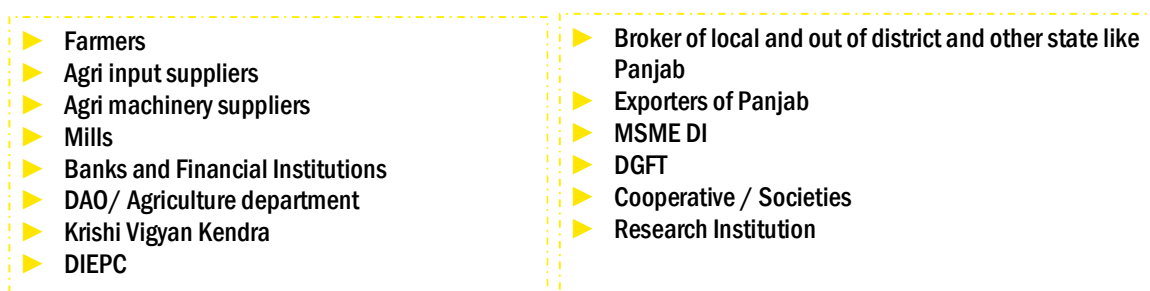 ► Farmers
► Agri input suppliers
► Agri machinery suppliers
► Mills
► Banks and Financial Institutions
► DAO/ Agriculture department
► Krishi Vigyan Kendra
► DIEPC
► Broker of local and out of district and other state like
Panjab
► Exporters of Panjab
► MSME DI
► DGFT
► Cooperative / Societies
► Research Institution